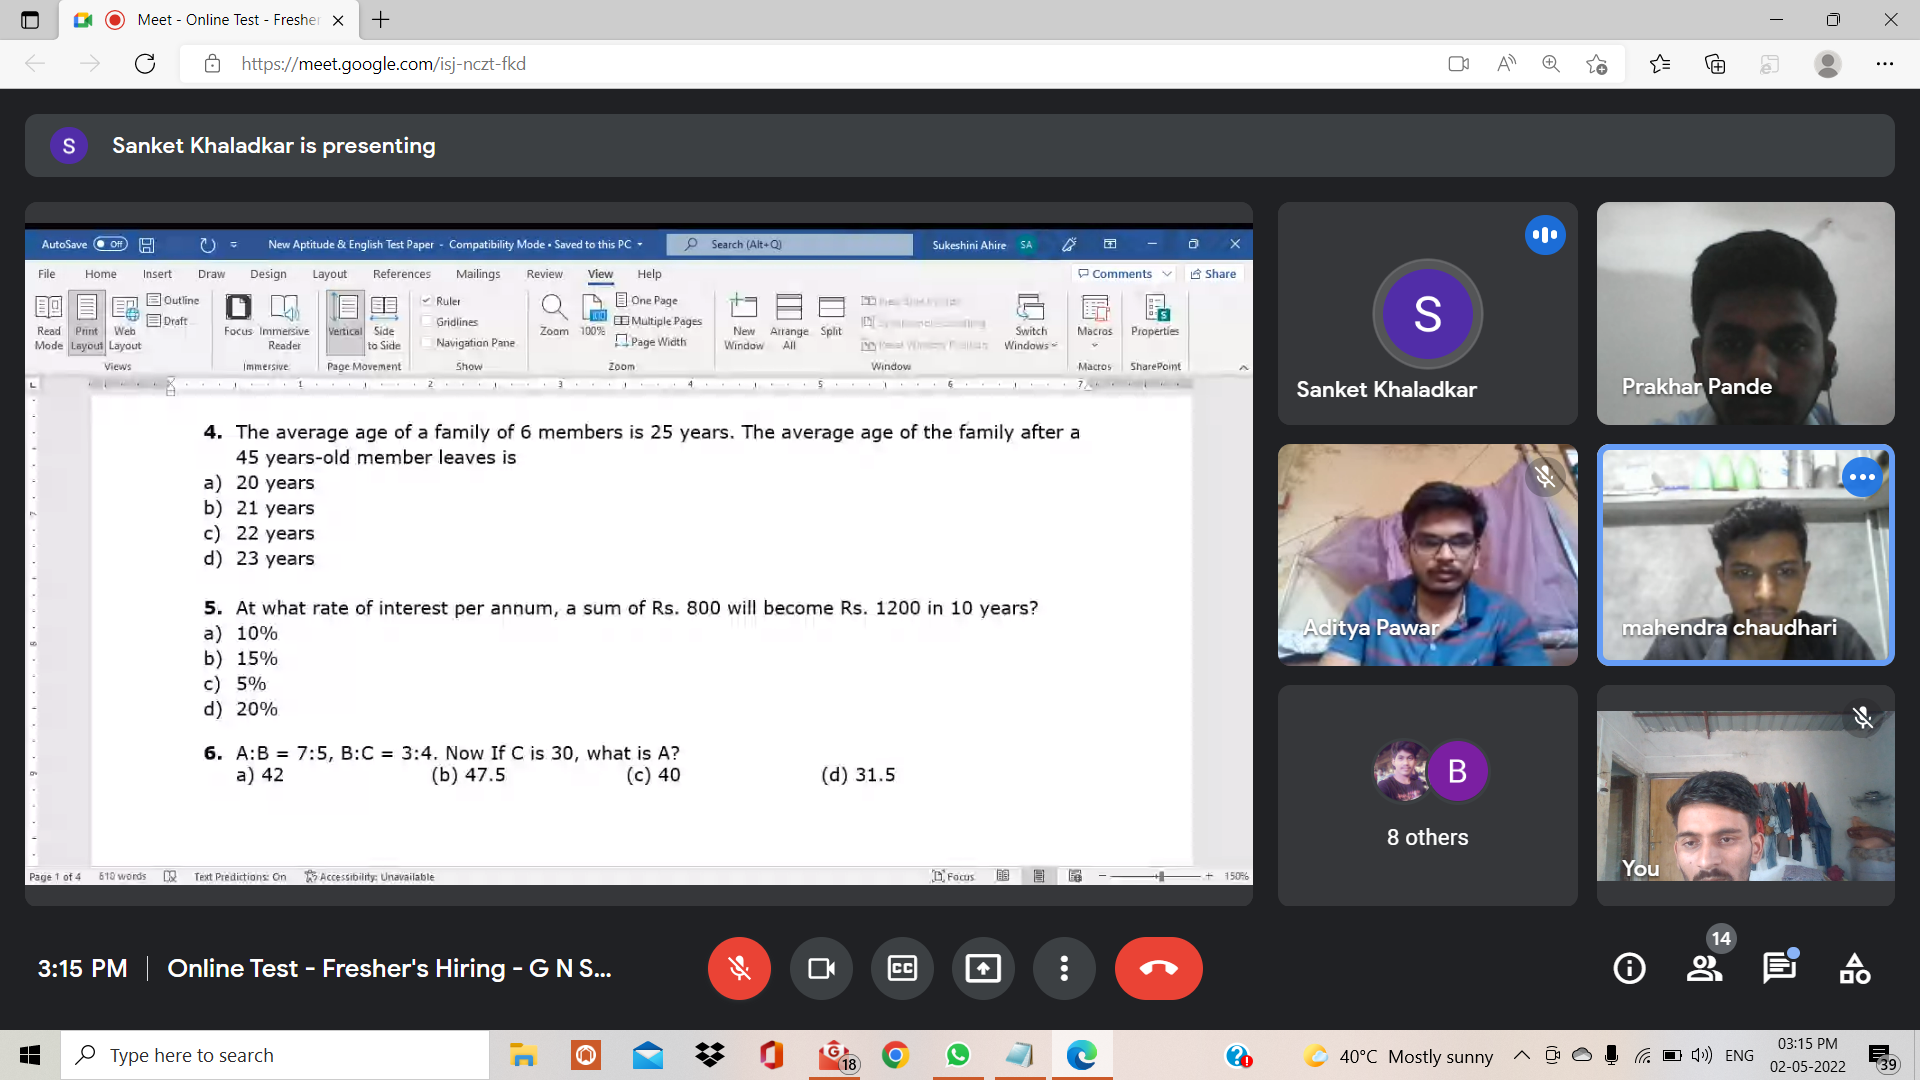 Meet - Online Test - Fresher
https://meet.google.com/isj-nczt-fkd
S Sanket Khaladkar is presenting
AutoSave Off New Aptitude & English Test Paper - Compatibility Mode • Saved to this PC Search (Alt+Q) Sukeshini Ahire SA
File Home Insert Draw Design Layout References Mailings Review View Help Comments Share
Read Mode Print Layout Web Layout Outline Draft Focus Immersive Reader Vertical Side to Side Ruler Gridlines Navigation Pane Zoom 100% One Page Multiple Pages Page Width New Window Arrange All Split Switch Windows Macros Properties
Views Immersive Page Movement Show Zoom Window Macros SharePoint
4. The average age of a family of 6 members is 25 years. The average age of the family after a
45 years-old member leaves is
a) 20 years
b) 21 years
c) 22 years
d) 23 years
5. At what rate of interest per annum, a sum of Rs. 800 will become Rs. 1200 in 10 years?
a) 10%
b) 15%
c) 5%
d) 20%
6. A:B = 7:5, B:C = 3:4. Now If C is 30, what is A?
a) 42 (b) 47.5 (c) 40 (d) 31.5
Page 1 of 4 610 words Text Predictions: On Accessibility: Unavailable Focus 150%
S
Sanket Khaladkar
Prakhar Pande
Aditya Pawar
mahendra chaudhari
B
8 others
You
3:15 PM Online Test - Fresher's Hiring - G N S...
14
Type here to search
18
40°C Mostly sunny
ENG
03:15 PM
02-05-2022
39